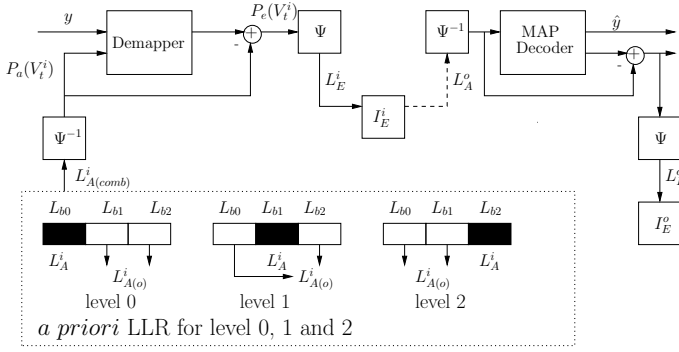 y
Demapper
-
+
P_e(V_t^i)
Ψ
Ψ^{-1}
MAP
Decoder
ŷ
-
+
P_a(V_t^i)
L_E^i
L_A^o
I_E^i
Ψ^{-1}
Ψ
L_{A(comb)}^i
I_E^o
L_{b0} L_{b1} L_{b2}
L_{b0} L_{b1} L_{b2}
L_{b0} L_{b1} L_{b2}
L_A^i
L_{A(o)}^i
level 0
L_A^i
L_{A(o)}^i
level 1
L_A^i
L_{A(o)}^i
level 2
a priori LLR for level 0, 1 and 2